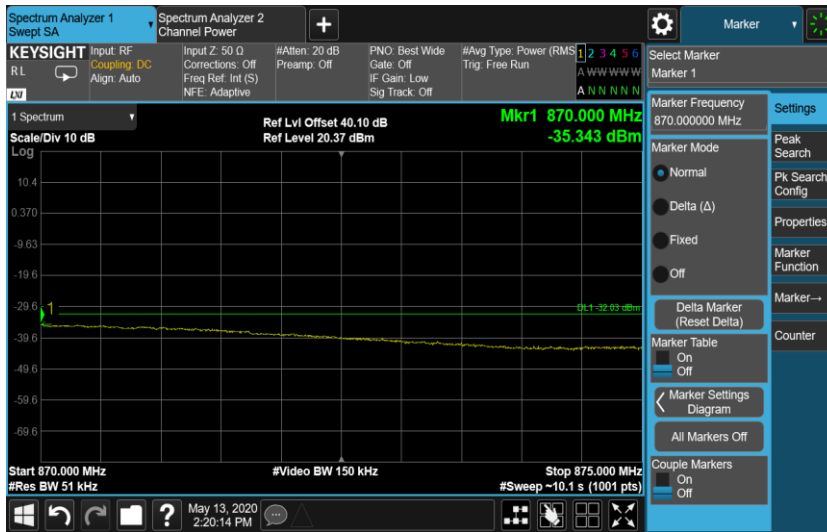 Spectrum Analyzer 1
Swept SA
Spectrum Analyzer 2
Channel Power
+
Marker
KEYSIGHT
RL
LXI
Input: RF
Coupling: DC
Align: Auto
Input Z: 50 Ω
Corrections: Off
Freq Ref: Int (S)
NFE: Adaptive
#Atten: 20 dB
Preamp: Off
PNO: Best Wide
Gate: Off
IF Gain: Low
Sig Track: Off
#Avg Type: Power (RMS
Trig: Free Run
1 2 3 4 5 6
A W W W W W
A N N N N N
Select Marker
Marker 1
1 Spectrum
Scale/Div 10 dB
Log
Ref Lvl Offset 40.10 dB
Ref Level 20.37 dBm
Mkr1 870.000 MHz
-35.343 dBm
10.4
0.370
-9.63
-19.6
-29.6
-39.6
-49.6
-59.6
-69.6
1
DL1 -32.03 dBm
Start 870.000 MHz
#Res BW 51 kHz
#Video BW 150 kHz
Stop 875.000 MHz
#Sweep ~10.1 s (1001 pts)
Marker Frequency
870.000000 MHz
Marker Mode
Normal
Delta (Δ)
Fixed
Off
Delta Marker
(Reset Delta)
Marker Table
On
Off
Marker Settings
Diagram
All Markers Off
Couple Markers
On
Off
Settings
Peak
Search
Pk Search
Config
Properties
Marker
Function
Marker→
Counter
?
May 13, 2020
2:20:14 PM